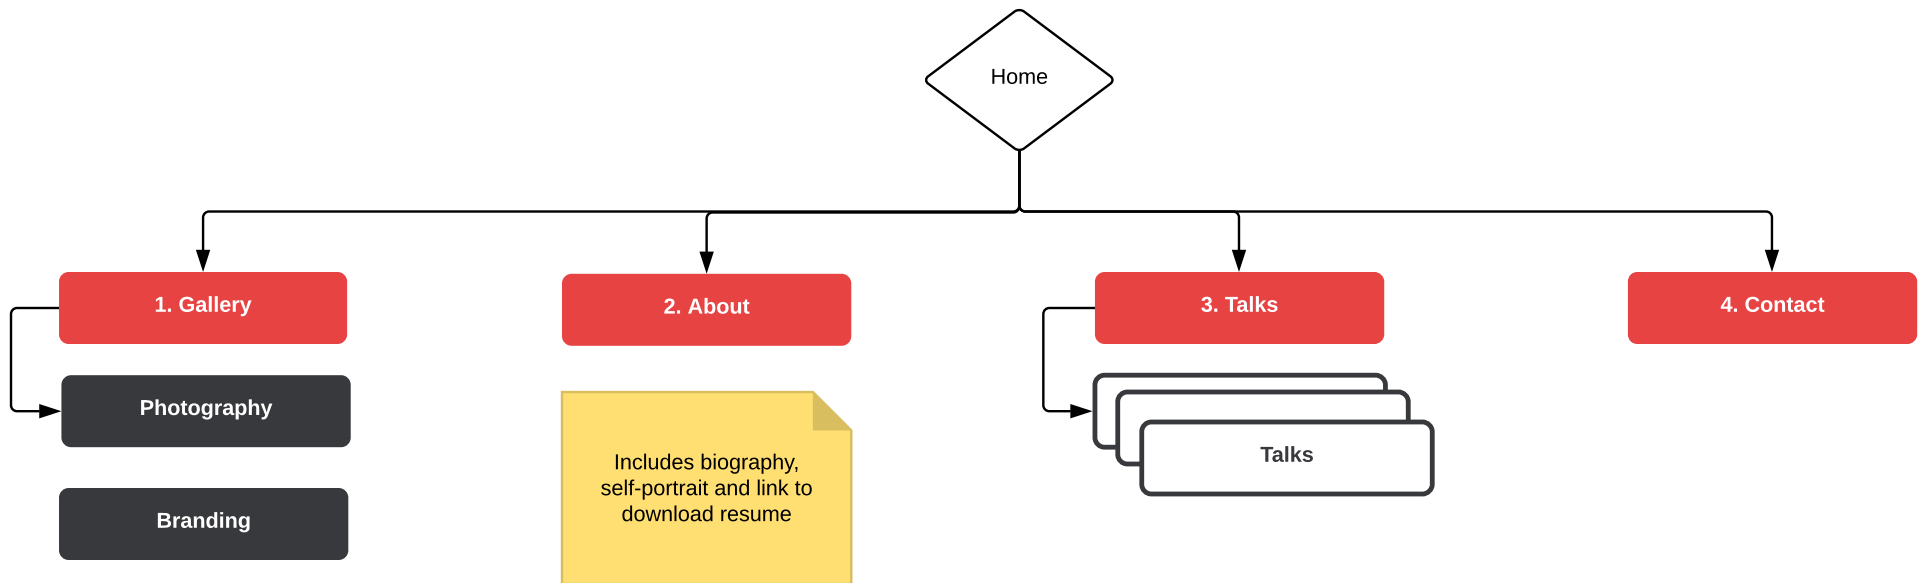 Home
1. Gallery
2. About
3. Talks
4. Contact
Photography
Branding
Includes biography,
self-portrait and link to
download resume
Talks